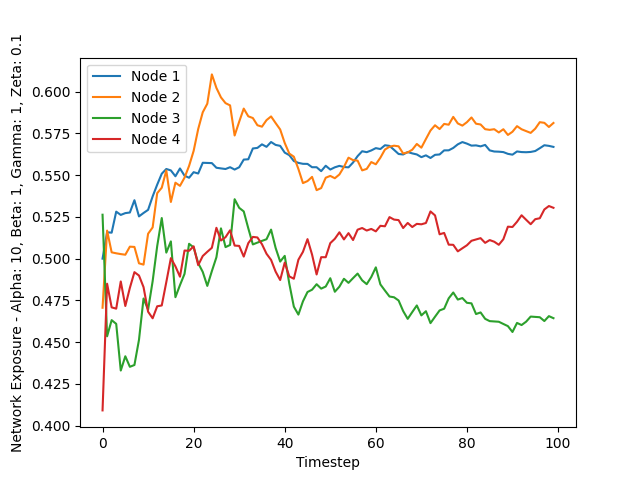 Network Exposure - Alpha: 10, Beta: 1, Gamma: 1, Zeta: 0.1
0.600
0.575
0.550
0.525
0.500
0.475
0.450
0.425
0.400
Node 1
Node 2
Node 3
Node 4
0 20 40 60 80 100
Timestep